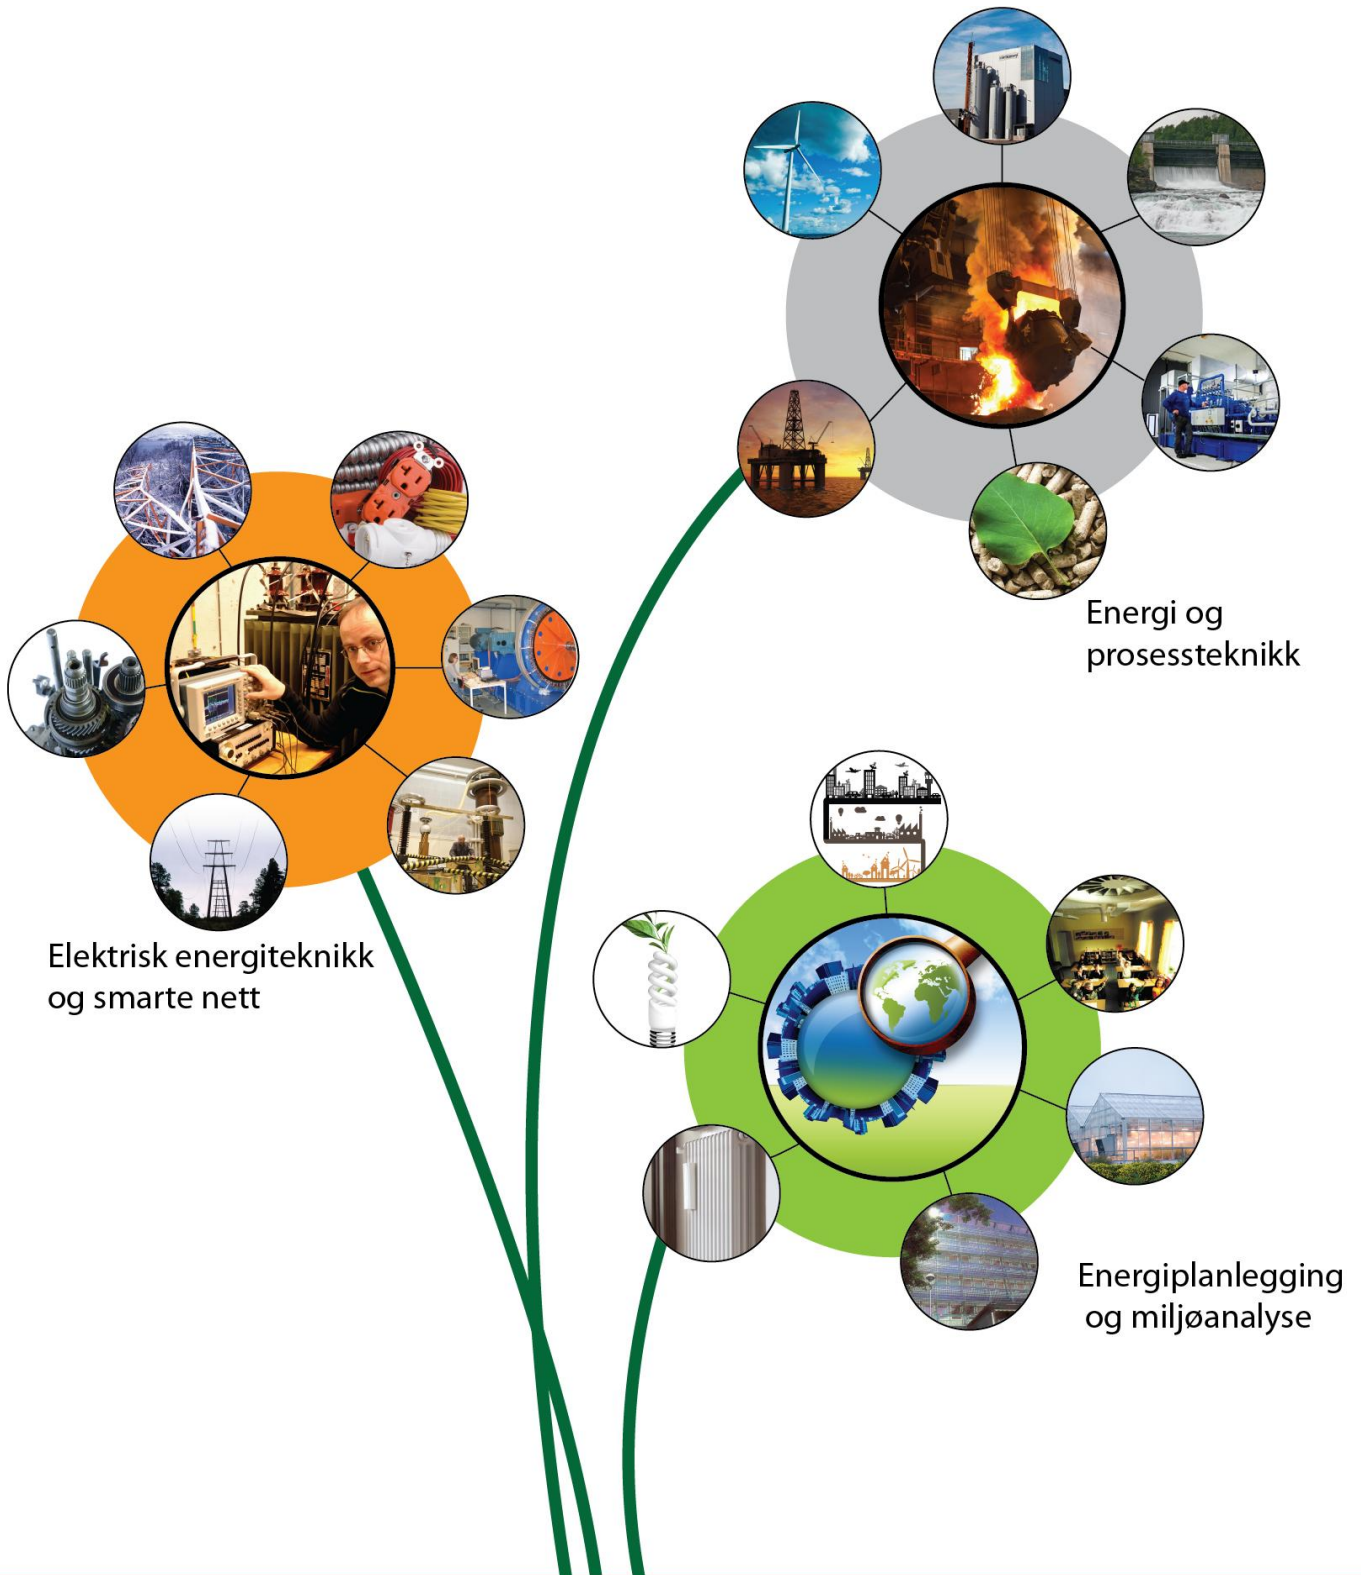 Energi og
prosessteknikk
Elektrisk energiteknikk
og smarte nett
Energiplanlegging
og miljøanalyse